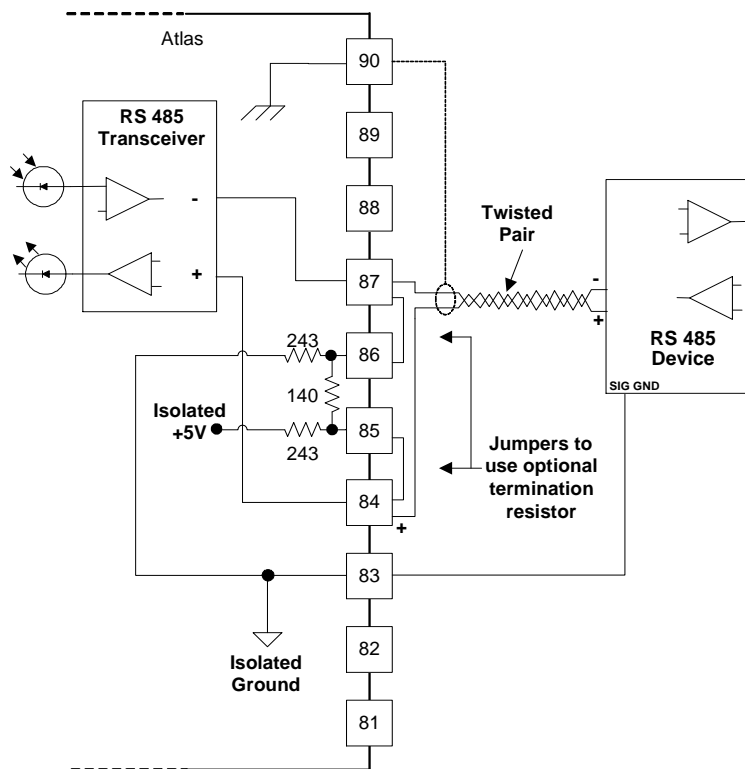 Atlas
90
RS 485
Transceiver
89
-
88
Twisted
Pair
87
-
+
+
243
86
RS 485
Device
140
SIG GND
Isolated
+5V
85
243
Jumpers to
use optional
termination
resistor
84
+
83
82
Isolated
Ground
81